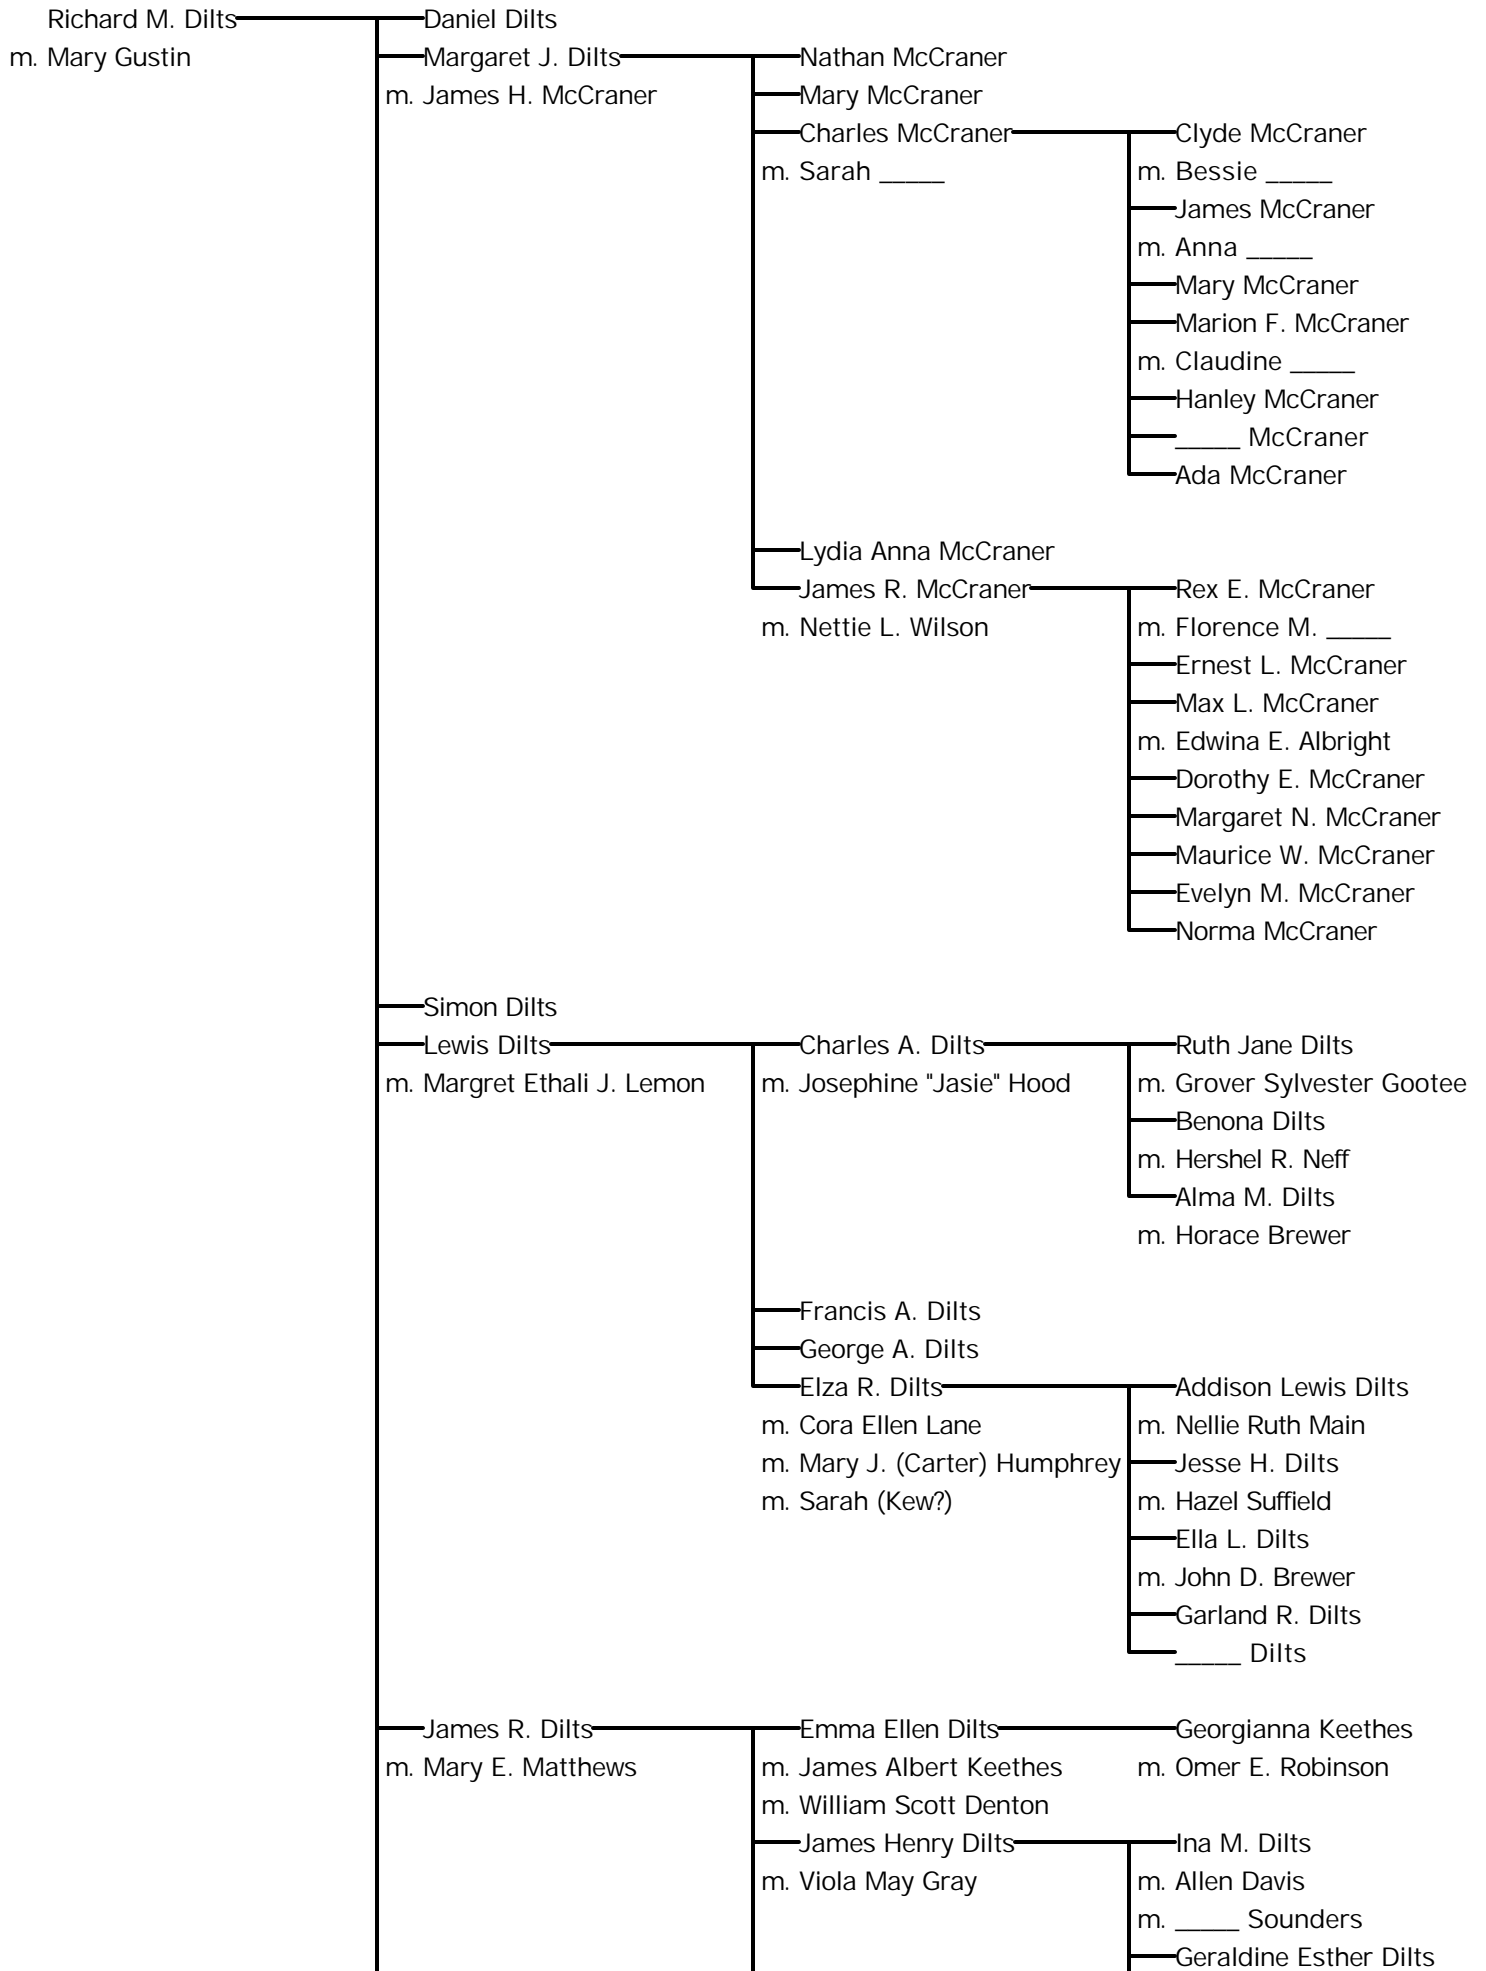 Richard M. Dilts Daniel Dilts
m. Mary Gustin Margaret J. Dilts Nathan McCraner
m. James H. McCraner Mary McCraner
Charles McCraner Clyde McCraner
m. Sarah _____ m. Bessie _____
James McCraner
m. Anna _____
Mary McCraner
Marion F. McCraner
m. Claudine _____
Hanley McCraner
_____ McCraner
Ada McCraner
Lydia Anna McCraner
James R. McCraner Rex E. McCraner
m. Nettie L. Wilson m. Florence M. _____
Ernest L. McCraner
Max L. McCraner
m. Edwina E. Albright
Dorothy E. McCraner
Margaret N. McCraner
Maurice W. McCraner
Evelyn M. McCraner
Norma McCraner
Simon Dilts
Lewis Dilts Charles A. Dilts Ruth Jane Dilts
m. Margret Ethali J. Lemon m. Josephine "Jasie" Hood m. Grover Sylvester Gootee
Benona Dilts
m. Hershel R. Neff
Alma M. Dilts
m. Horace Brewer
Francis A. Dilts
George A. Dilts
Elza R. Dilts Addison Lewis Dilts
m. Cora Ellen Lane m. Nellie Ruth Main
m. Mary J. (Carter) Humphrey Jesse H. Dilts
m. Sarah (Kew?) m. Hazel Suffield
Ella L. Dilts
m. John D. Brewer
Garland R. Dilts
_____ Dilts
James R. Dilts Emma Ellen Dilts Georgianna Keethes
m. Mary E. Matthews m. James Albert Keethes m. Omer E. Robinson
m. William Scott Denton
James Henry Dilts Ina M. Dilts
m. Viola May Gray m. Allen Davis
m. _____ Sounders
Geraldine Esther Dilts